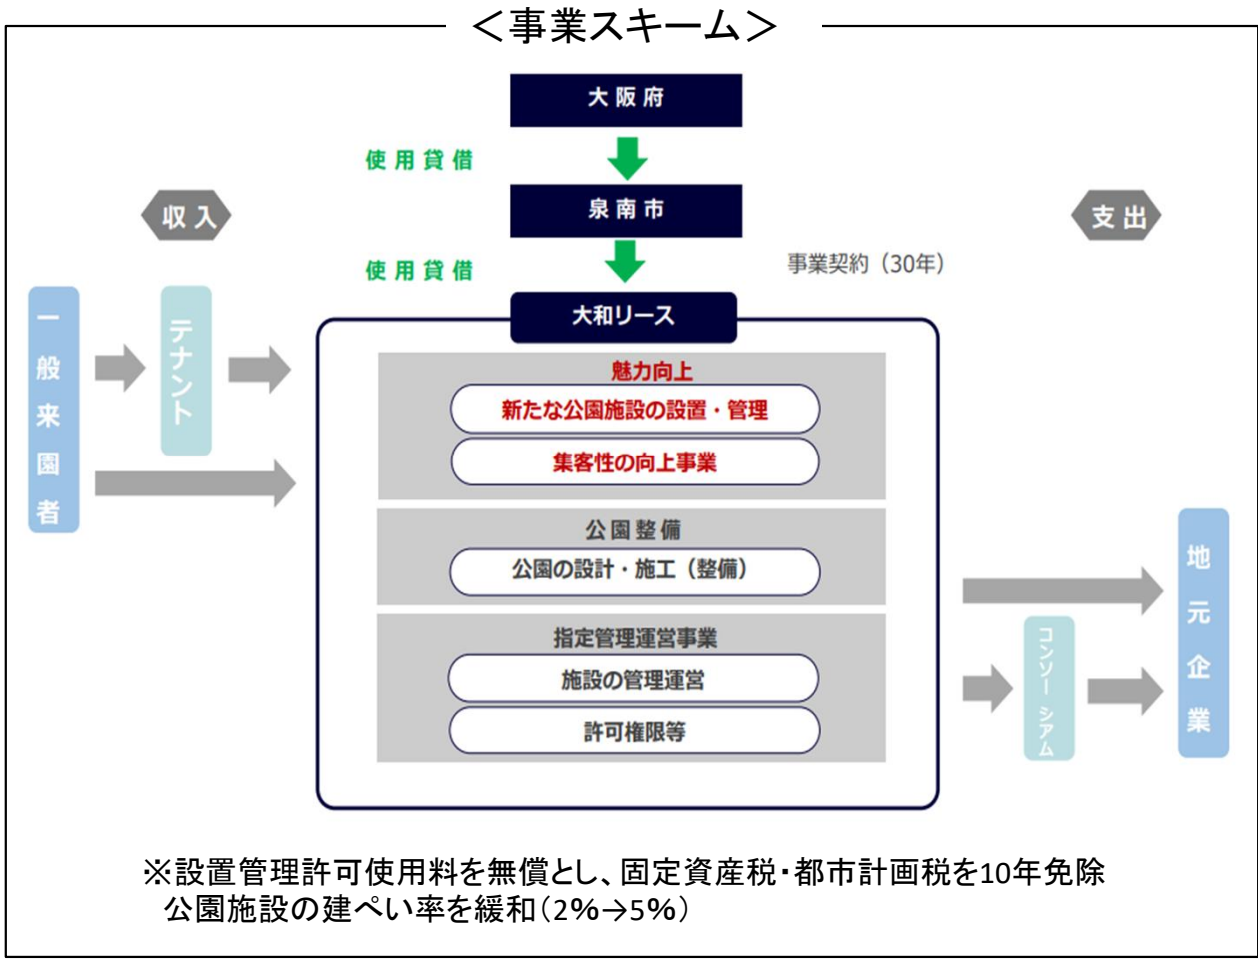 ＜事業スキーム＞
大阪府
使用貸借
泉南市
収入
支出
使用貸借
事業契約（30年）
大和リース
一般来園者
テナント
魅力向上
新たな公園施設の設置・管理
集客性の向上事業
公園整備
公園の設計・施工（整備）
指定管理運営事業
施設の管理運営
許可権限等
コンソーシアム
地元企業
※設置管理許可使用料を無償とし、固定資産税・都市計画税を10年免除
公園施設の建ぺい率を緩和（2%→5%）